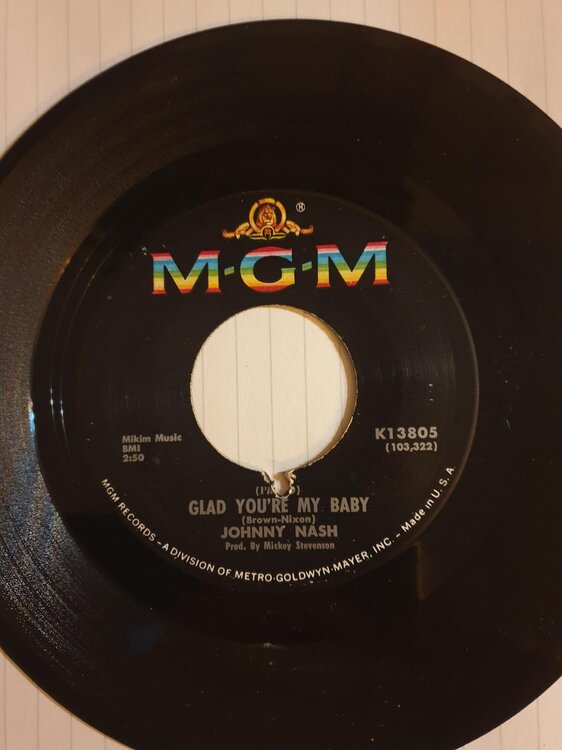 ®
M·G·M
Mikim Music
BMI
2:50
K13805
(103,322)
GLAD YOU'RE MY BABY
(Brown-Nixon)
JOHNNY NASH
Prod. By Mickey Stevenson
MGM RECORDS – A DIVISION OF METRO-GOLDWYN-MAYER, INC. – Made in U.S.A